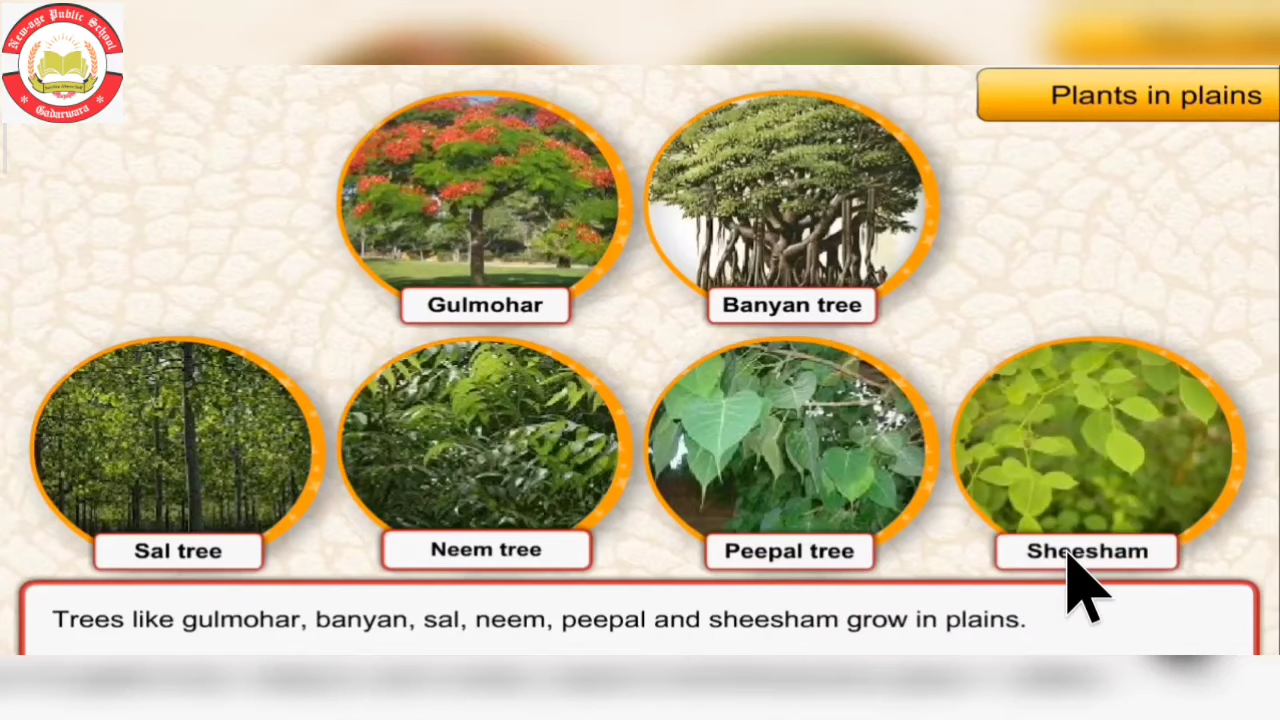 New-age Public School
Gadarwara
Plants in plains
Gulmohar
Banyan tree
Sal tree
Neem tree
Peepal tree
Sheesham
Trees like gulmohar, banyan, sal, neem, peepal and sheesham grow in plains.